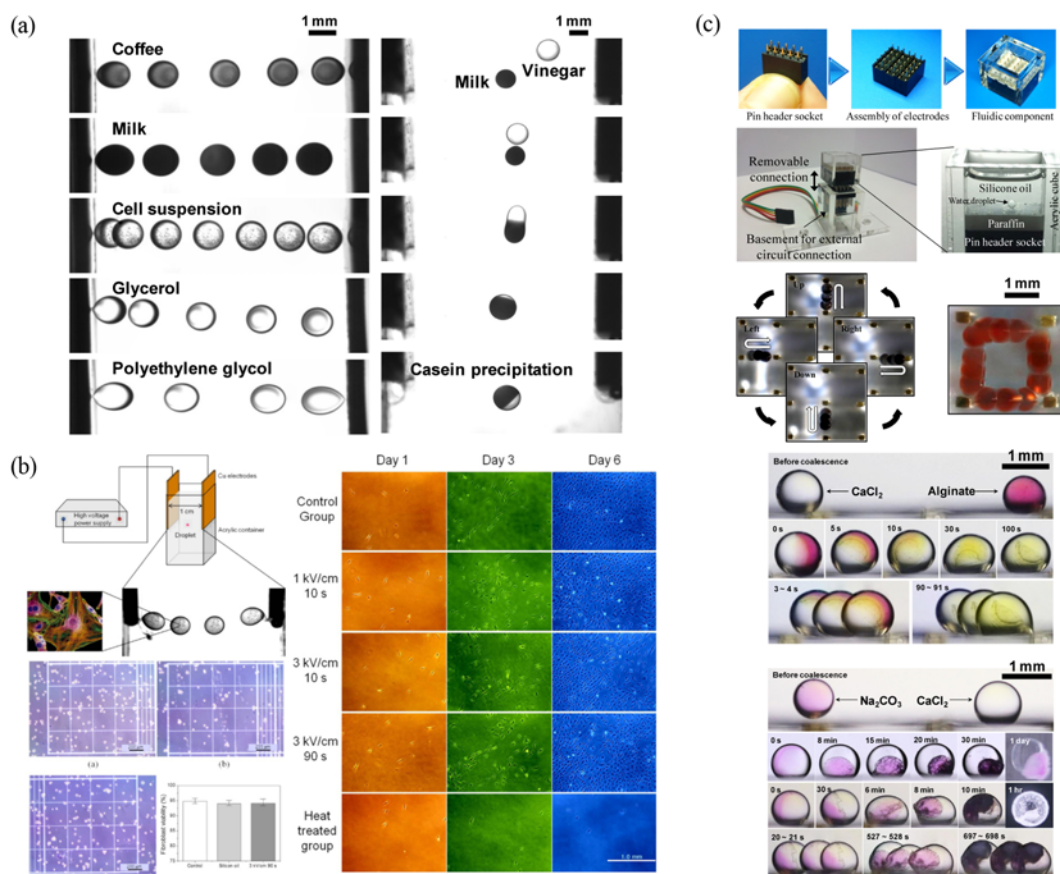 (a)
1 mm
1 mm
Coffee
Vinegar
Milk
Milk
Cell suspension
Glycerol
Polyethylene glycol
Casein precipitation
(b)
Cu electrodes
High voltage
power supply
1 cm
Acrylic container
Droplet
(a)
(b)
Fibroblast viability (%)
95
90
85
80
75
Control
Silicon oil
Day 1
Day 3
Day 6
Control
Group
1 kV/cm
10 s
3 kV/cm
10 s
3 kV/cm
90 s
Heat
treated
group
1.0 mm
(c)
Pin header socket
Assembly of electrodes
Fluidic component
Removable
connection
Basement for external
circuit connection
Silicone oil
Water droplet
Paraffin
Pin header socket
Acrylic cube
Up
Left
Right
Down
1 mm
1 mm
Before coalescence
CaCl₂
Alginate
0 s
5 s
10 s
30 s
100 s
3 ~ 4 s
90 ~ 91 s
1 mm
Before coalescence
Na₂CO₃
CaCl₂
0 s
8 min
15 min
20 min
30 min
1 day
0 s
30 s
6 min
8 min
10 min
1 hr
20 ~ 21 s
527 ~ 528 s
697 ~ 698 s